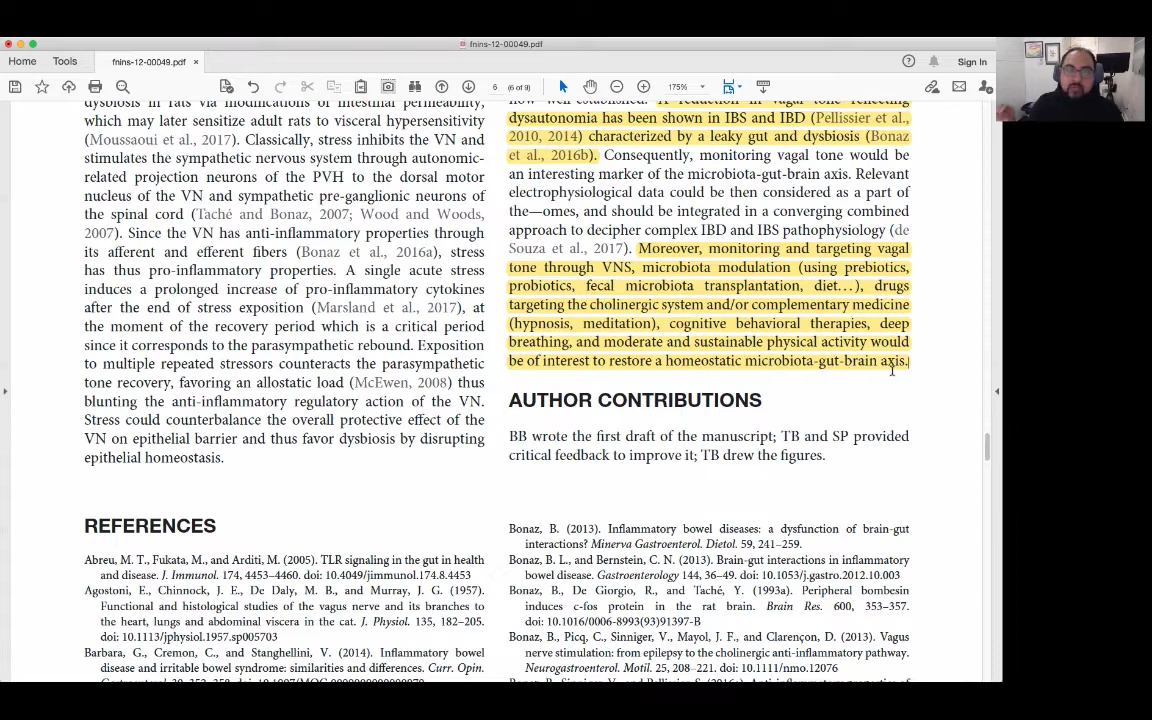 fnins-12-00049.pdf
Home
Tools
fnins-12-00049.pdf ×
Sign In
6 (6 of 9)
175%
dysbiosis in rats via modifications of intestinal permeability,
which may later sensitize adult rats to visceral hypersensitivity
(Moussaoui et al., 2017). Classically, stress inhibits the VN and
stimulates the sympathetic nervous system through autonomic-
related projection neurons of the PVH to the dorsal motor
nucleus of the VN and sympathetic pre-ganglionic neurons of
the spinal cord (Taché and Bonaz, 2007; Wood and Woods,
2007). Since the VN has anti-inflammatory properties through
its afferent and efferent fibers (Bonaz et al., 2016a), stress
has thus pro-inflammatory properties. A single acute stress
induces a prolonged increase of pro-inflammatory cytokines
after the end of stress exposition (Marsland et al., 2017), at
the moment of the recovery period which is a critical period
since it corresponds to the parasympathetic rebound. Exposition
to multiple repeated stressors counteracts the parasympathetic
tone recovery, favoring an allostatic load (McEwen, 2008) thus
blunting the anti-inflammatory regulatory action of the VN.
Stress could counterbalance the overall protective effect of the
VN on epithelial barrier and thus favor dysbiosis by disrupting
epithelial homeostasis.
now well established. A reduction in vagal tone reflecting
dysautonomia has been shown in IBS and IBD (Pellissier et al.,
2010, 2014) characterized by a leaky gut and dysbiosis (Bonaz
et al., 2016b). Consequently, monitoring vagal tone would be
an interesting marker of the microbiota-gut-brain axis. Relevant
electrophysiological data could be then considered as a part of
the—omes, and should be integrated in a converging combined
approach to decipher complex IBD and IBS pathophysiology (de
Souza et al., 2017). Moreover, monitoring and targeting vagal
tone through VNS, microbiota modulation (using prebiotics,
probiotics, fecal microbiota transplantation, diet…), drugs
targeting the cholinergic system and/or complementary medicine
(hypnosis, meditation), cognitive behavioral therapies, deep
breathing, and moderate and sustainable physical activity would
be of interest to restore a homeostatic microbiota-gut-brain axis.
AUTHOR CONTRIBUTIONS
BB wrote the first draft of the manuscript; TB and SP provided
critical feedback to improve it; TB drew the figures.
REFERENCES
Abreu, M. T., Fukata, M., and Arditi, M. (2005). TLR signaling in the gut in health
and disease. J. Immunol. 174, 4453–4460. doi: 10.4049/jimmunol.174.8.4453
Agostoni, E., Chinnock, J. E., De Daly, M. B., and Murray, J. G. (1957).
Functional and histological studies of the vagus nerve and its branches to
the heart, lungs and abdominal viscera in the cat. J. Physiol. 135, 182–205.
doi: 10.1113/jphysiol.1957.sp005703
Barbara, G., Cremon, C., and Stanghellini, V. (2014). Inflammatory bowel
disease and irritable bowel syndrome: similarities and differences. Curr. Opin.
Bonaz, B. (2013). Inflammatory bowel diseases: a dysfunction of brain-gut
interactions? Minerva Gastroenterol. Dietol. 59, 241–259.
Bonaz, B. L., and Bernstein, C. N. (2013). Brain-gut interactions in inflammatory
bowel disease. Gastroenterology 144, 36–49. doi: 10.1053/j.gastro.2012.10.003
Bonaz, B., De Giorgio, R., and Taché, Y. (1993a). Peripheral bombesin
induces c-fos protein in the rat brain. Brain Res. 600, 353–357.
doi: 10.1016/0006-8993(93)91397-B
Bonaz, B., Picq, C., Sinniger, V., Mayol, J. F., and Clarençon, D. (2013). Vagus
nerve stimulation: from epilepsy to the cholinergic anti-inflammatory pathway.
Neurogastroenterol. Motil. 25, 208–221. doi: 10.1111/nmo.12076